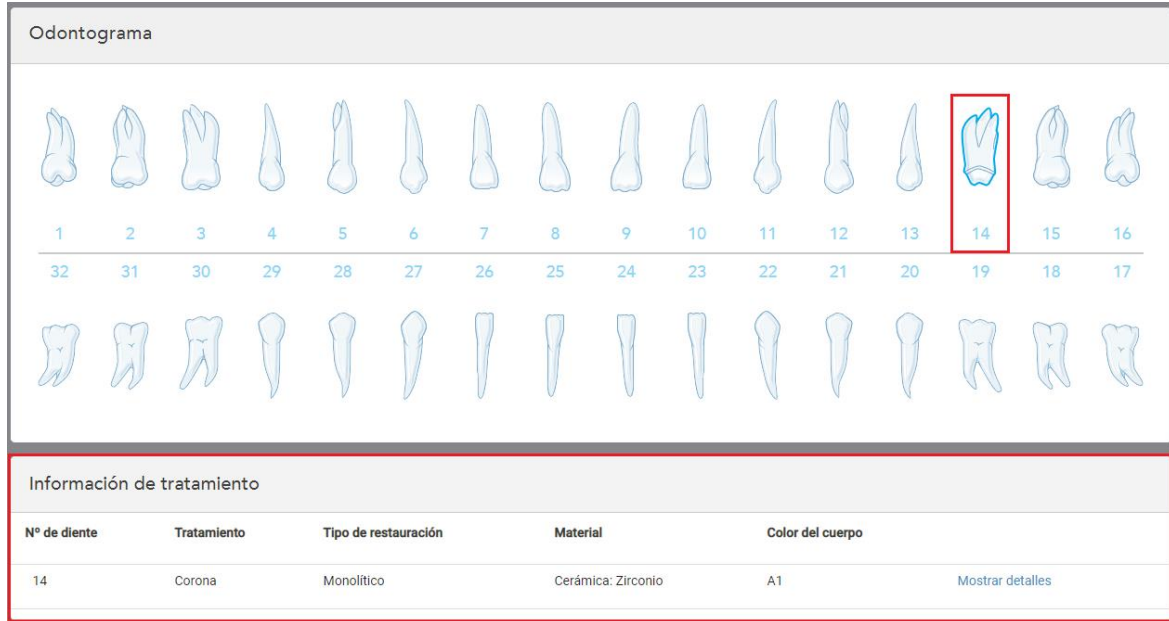 Odontograma
1 2 3 4 5 6 7 8 9 10 11 12 13 14 15 16
32 31 30 29 28 27 26 25 24 23 22 21 20 19 18 17
Información de tratamiento
Nº de diente Tratamiento Tipo de restauración Material Color del cuerpo
14 Corona Monolítico Cerámica: Zirconio A1 Mostrar detalles